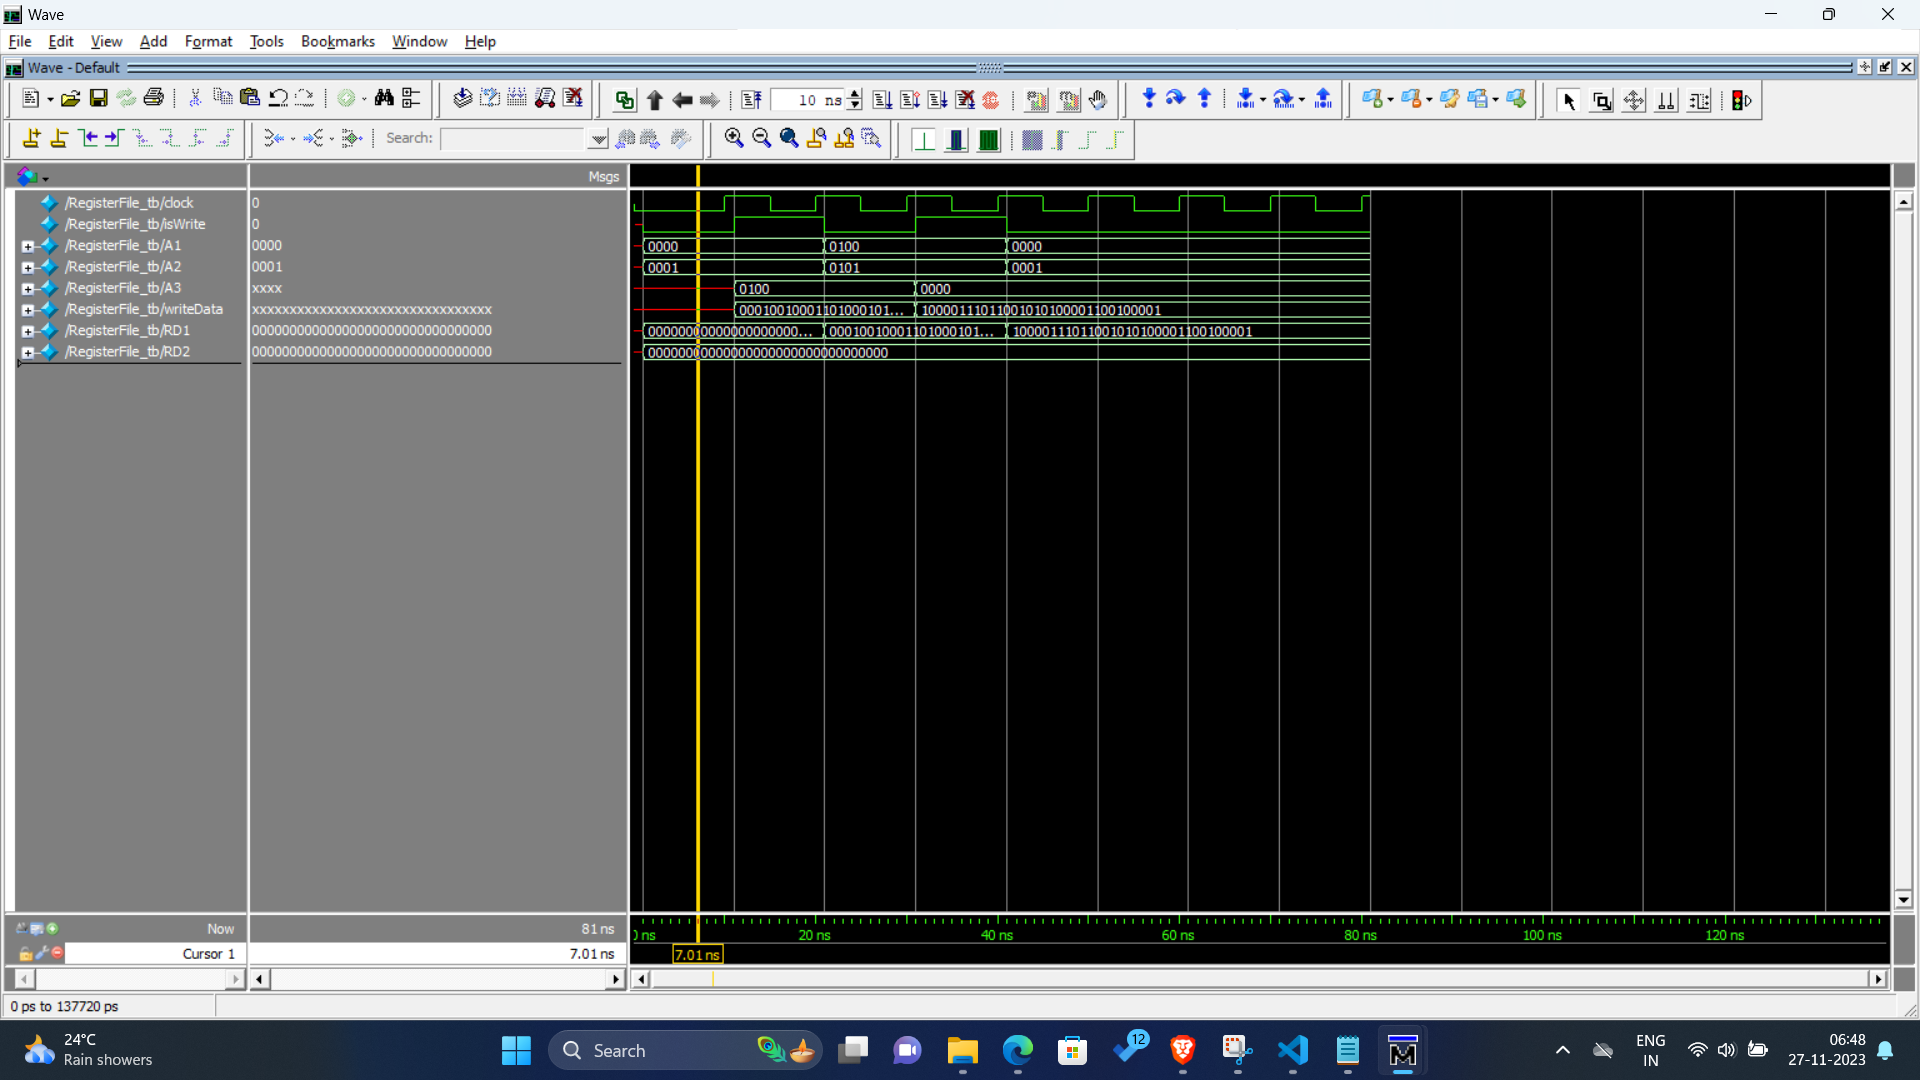 Wave
File Edit View Add Format Tools Bookmarks Window Help
Wave - Default
10 ns
Search:
Msgs
/RegisterFile_tb/clock 0
/RegisterFile_tb/isWrite 0
/RegisterFile_tb/A1 0000 0000 0100 0000
/RegisterFile_tb/A2 0001 0001 0101 0001
/RegisterFile_tb/A3 xxxx 0100 0000
/RegisterFile_tb/writeData xxxxxxxxxxxxxxxxxxxxxxxxxxxxxxxx 0001001000110100010101... 10000111011001010100001100100001
/RegisterFile_tb/RD1 00000000000000000000000000000000 0000000000000000000000... 0001001000110100010101... 10000111011001010100001100100001
/RegisterFile_tb/RD2 00000000000000000000000000000000 00000000000000000000000000000000
Now 81 ns
0 ns 20 ns 40 ns 60 ns 80 ns 100 ns 120 ns
Cursor 1 7.01 ns 7.01 ns
0 ps to 137720 ps
24°C
Rain showers
Search
12
ENG
IN
06:48
27-11-2023